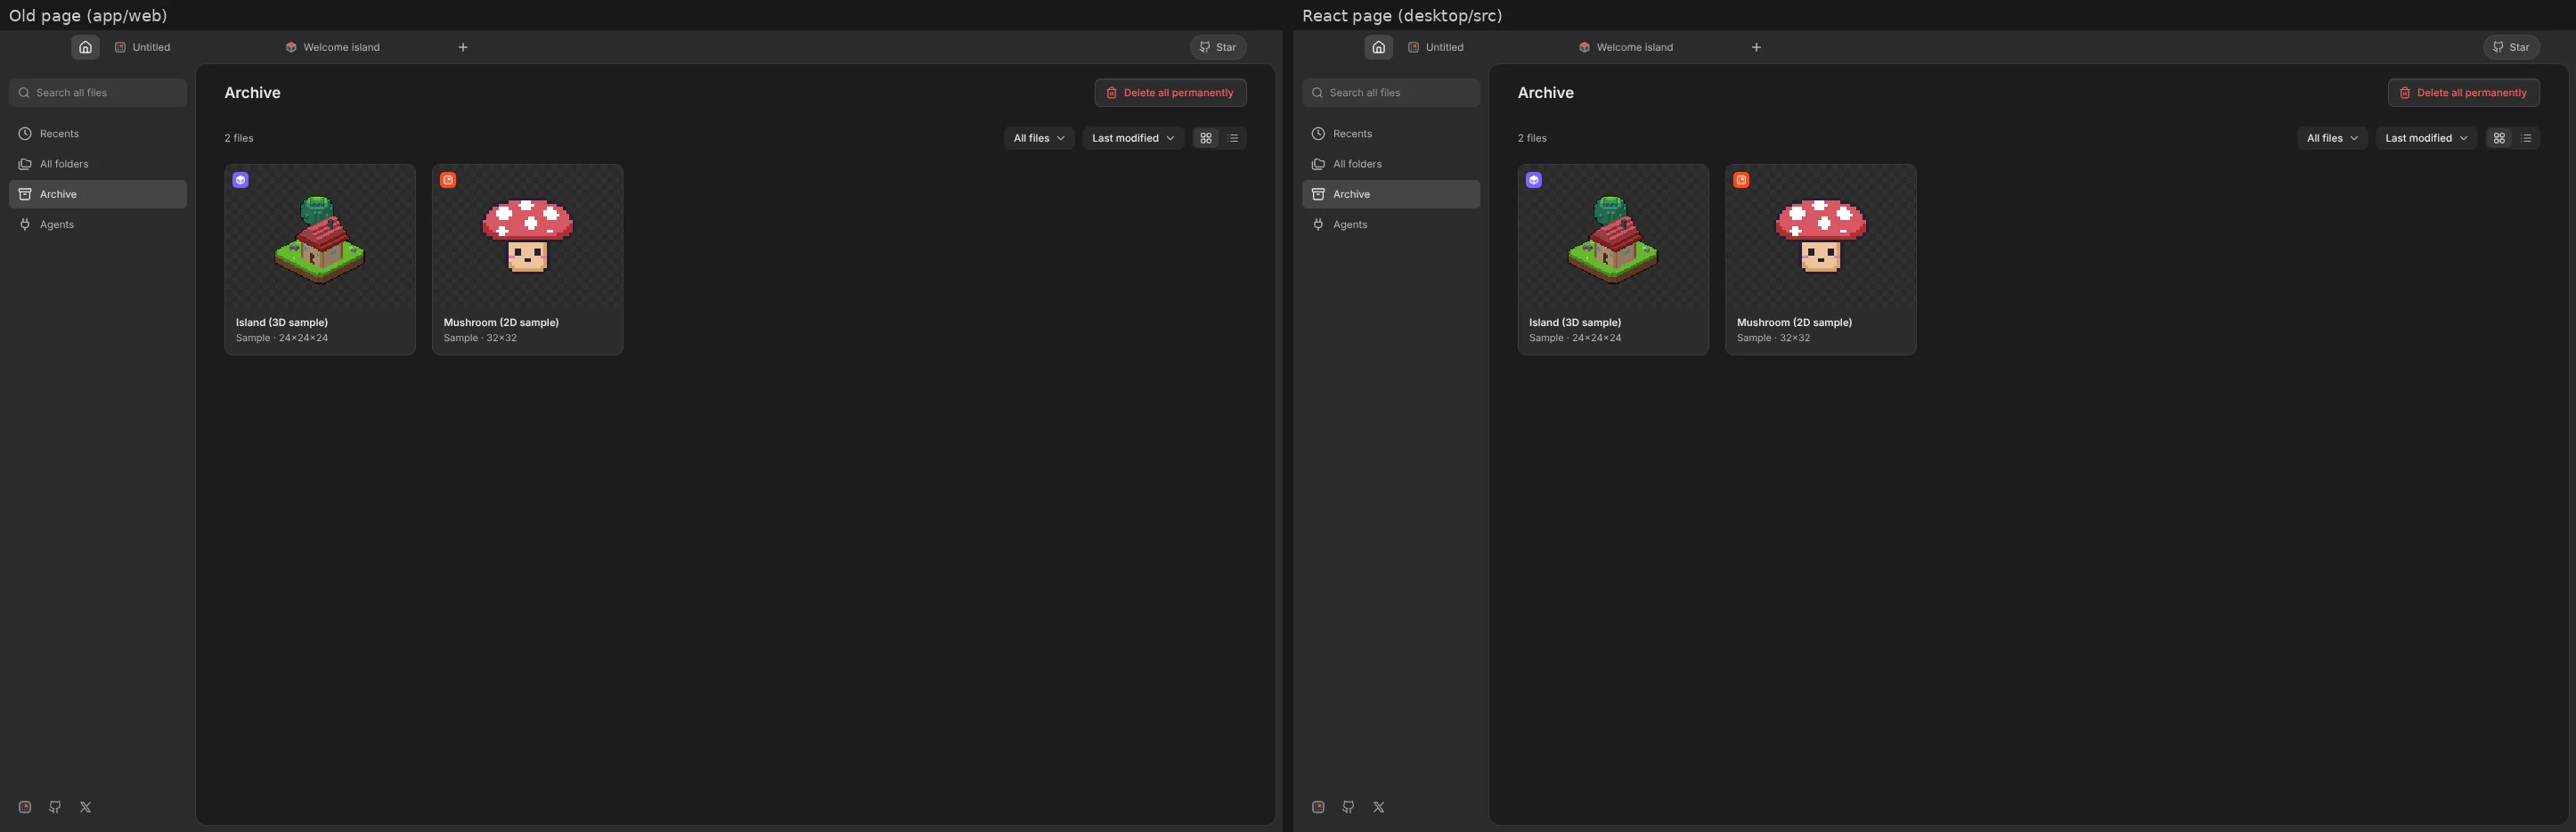 Old page (app/web)
Untitled
Welcome island
Star
Search all files
Recents
All folders
Archive
Agents
Archive
Delete all permanently
2 files
All files
Last modified
Island (3D sample)
Sample · 24×24×24
Mushroom (2D sample)
Sample · 32×32
React page (desktop/src)
Untitled
Welcome island
Star
Search all files
Recents
All folders
Archive
Agents
Archive
Delete all permanently
2 files
All files
Last modified
Island (3D sample)
Sample · 24×24×24
Mushroom (2D sample)
Sample · 32×32